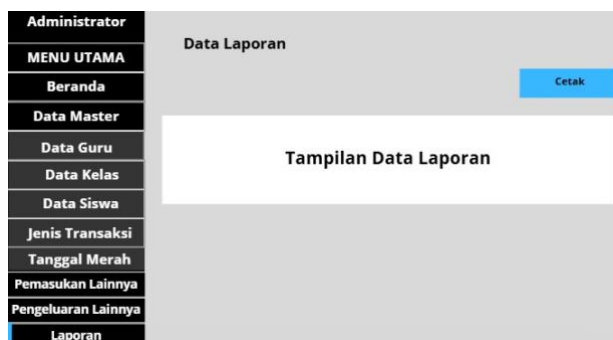 Administrator
MENU UTAMA
Beranda
Data Master
Data Guru
Data Kelas
Data Siswa
Jenis Transaksi
Tanggal Merah
Pemasukan Lainnya
Pengeluaran Lainnya
Laporan
Data Laporan
Cetak
Tampilan Data Laporan